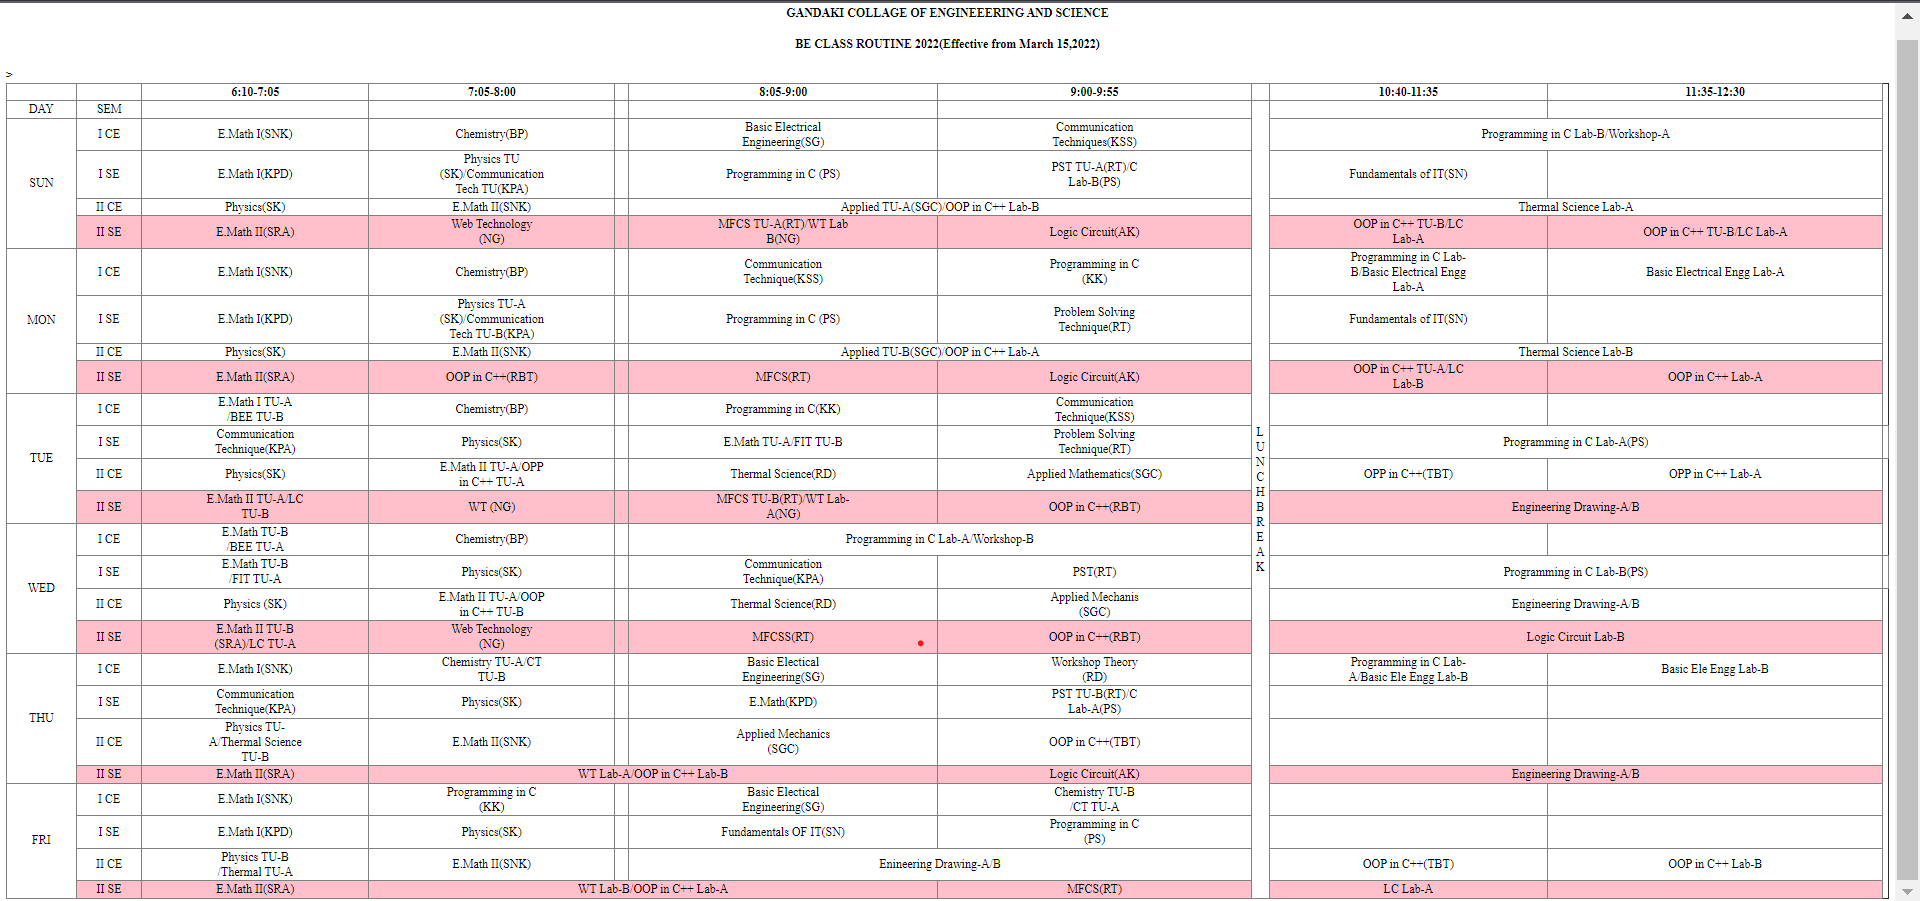 GANDAKI COLLAGE OF ENGINEEERING AND SCIENCE
BE CLASS ROUTINE 2022(Effective from March 15,2022)
>
6:10-7:05 7:05-8:00 8:05-9:00 9:00-9:55 10:40-11:35 11:35-12:30
DAY SEM
SUN
I CE
E.Math I(SNK)
Chemistry(BP)
Basic Electrical
Engineering(SG)
Communication
Techniques(KSS)
Programming in C Lab-B/Workshop-A
I SE
E.Math I(KPD)
Physics TU
(SK)/Communication
Tech TU(KPA)
Programming in C (PS)
PST TU-A(RT)/C
Lab-B(PS)
Fundamentals of IT(SN)
II CE
Physics(SK)
E.Math II(SNK)
Applied TU-A(SGC)/OOP in C++ Lab-B
Thermal Science Lab-A
II SE
E.Math II(SRA)
Web Technology
(NG)
MFCS TU-A(RT)/WT Lab
B(NG)
Logic Circuit(AK)
OOP in C++ TU-B/LC
Lab-A
OOP in C++ TU-B/LC Lab-A
MON
I CE
E.Math I(SNK)
Chemistry(BP)
Communication
Technique(KSS)
Programming in C
(KK)
Programming in C Lab-
B/Basic Electrical Engg
Lab-A
Basic Electrical Engg Lab-A
I SE
E.Math I(KPD)
Physics TU-A
(SK)/Communication
Tech TU-B(KPA)
Programming in C (PS)
Problem Solving
Technique(RT)
Fundamentals of IT(SN)
II CE
Physics(SK)
E.Math II(SNK)
Applied TU-B(SGC)/OOP in C++ Lab-A
Thermal Science Lab-B
II SE
E.Math II(SRA)
OOP in C++(RBT)
MFCS(RT)
Logic Circuit(AK)
OOP in C++ TU-A/LC
Lab-B
OOP in C++ Lab-A
TUE
I CE
E.Math I TU-A
/BEE TU-B
Chemistry(BP)
Programming in C(KK)
Communication
Technique(KSS)
L
U
N
C
H
B
R
E
A
K
I SE
Communication
Technique(KPA)
Physics(SK)
E.Math TU-A/FIT TU-B
Problem Solving
Technique(RT)
Programming in C Lab-A(PS)
II CE
Physics(SK)
E.Math II TU-A/OPP
in C++ TU-A
Thermal Science(RD)
Applied Mathematics(SGC)
OPP in C++(TBT)
OPP in C++ Lab-A
II SE
E.Math II TU-A/LC
TU-B
WT (NG)
MFCS TU-B(RT)/WT Lab-
A(NG)
OOP in C++(RBT)
Engineering Drawing-A/B
WED
I CE
E.Math TU-B
/BEE TU-A
Chemistry(BP)
Programming in C Lab-A/Workshop-B
I SE
E.Math TU-B
/FIT TU-A
Physics(SK)
Communication
Technique(KPA)
PST(RT)
Programming in C Lab-B(PS)
II CE
Physics (SK)
E.Math II TU-A/OOP
in C++ TU-B
Thermal Science(RD)
Applied Mechanis
(SGC)
Engineering Drawing-A/B
II SE
E.Math II TU-B
(SRA)/LC TU-A
Web Technology
(NG)
MFCSS(RT)
OOP in C++(RBT)
Logic Circuit Lab-B
THU
I CE
E.Math I(SNK)
Chemistry TU-A/CT
TU-B
Basic Electical
Engineering(SG)
Workshop Theory
(RD)
Programming in C Lab-
A/Basic Ele Engg Lab-B
Basic Ele Engg Lab-B
I SE
Communication
Technique(KPA)
Physics(SK)
E.Math(KPD)
PST TU-B(RT)/C
Lab-A(PS)
II CE
Physics TU-
A/Thermal Science
TU-B
E.Math II(SNK)
Applied Mechanics
(SGC)
OOP in C++(TBT)
II SE
E.Math II(SRA)
WT Lab-A/OOP in C++ Lab-B
Logic Circuit(AK)
Engineering Drawing-A/B
FRI
I CE
E.Math I(SNK)
Programming in C
(KK)
Basic Electical
Engineering(SG)
Chemistry TU-B
/CT TU-A
I SE
E.Math I(KPD)
Physics(SK)
Fundamentals OF IT(SN)
Programming in C
(PS)
II CE
Physics TU-B
/Thermal TU-A
E.Math II(SNK)
Enineering Drawing-A/B
OOP in C++(TBT)
OOP in C++ Lab-B
II SE
E.Math II(SRA)
WT Lab-B/OOP in C++ Lab-A
MFCS(RT)
LC Lab-A